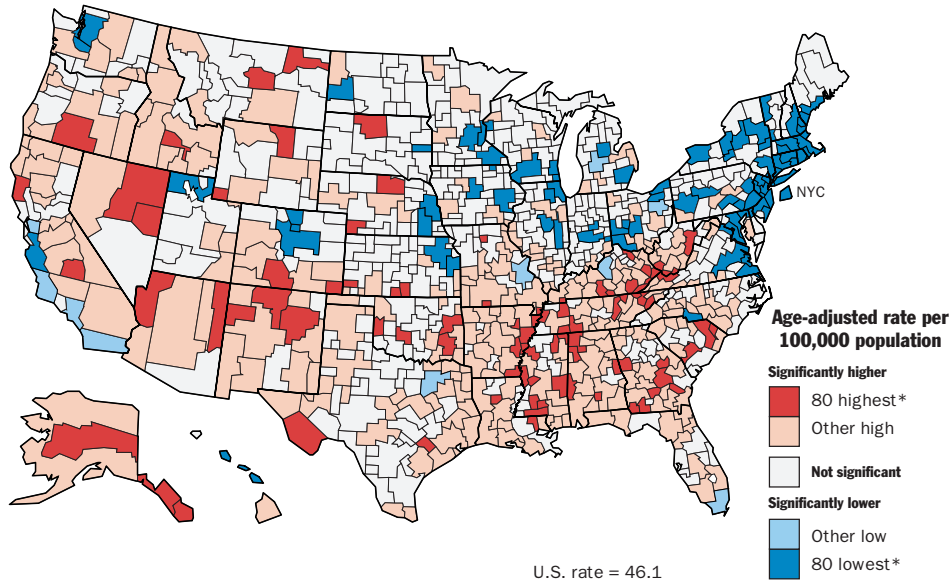 NYC
Age-adjusted rate per
100,000 population
Significantly higher
80 highest*
Other high
Not significant
Significantly lower
Other low
80 lowest*
U.S. rate = 46.1